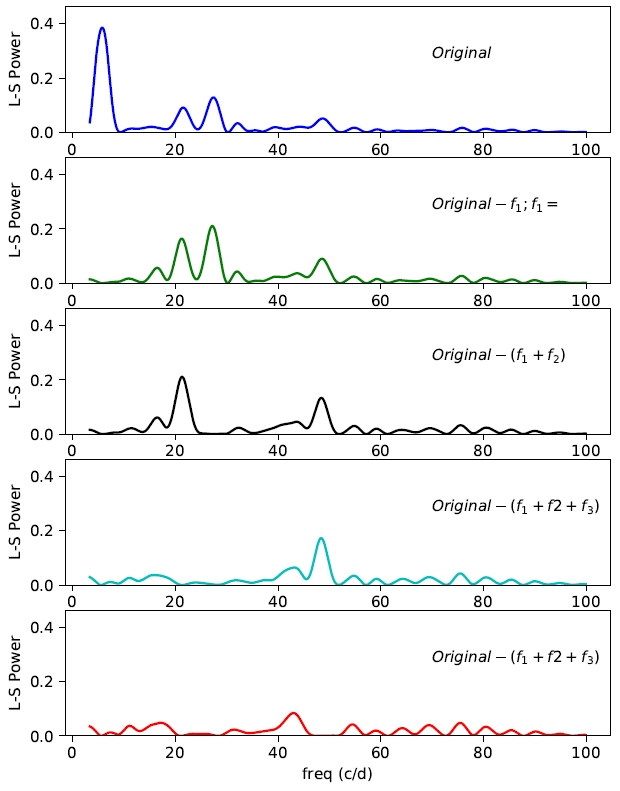 0.4
Original
0.2
0.0
L-S Power
0 20 40 60 80 100
0.4
Original − f₁; f₁ =
0.2
0.0
L-S Power
0 20 40 60 80 100
0.4
Original − (f₁ + f₂)
0.2
0.0
L-S Power
0 20 40 60 80 100
0.4
Original − (f₁ + f2 + f₃)
0.2
0.0
L-S Power
0 20 40 60 80 100
0.4
Original − (f₁ + f2 + f₃)
0.2
0.0
L-S Power
0 20 40 60 80 100
freq (c/d)